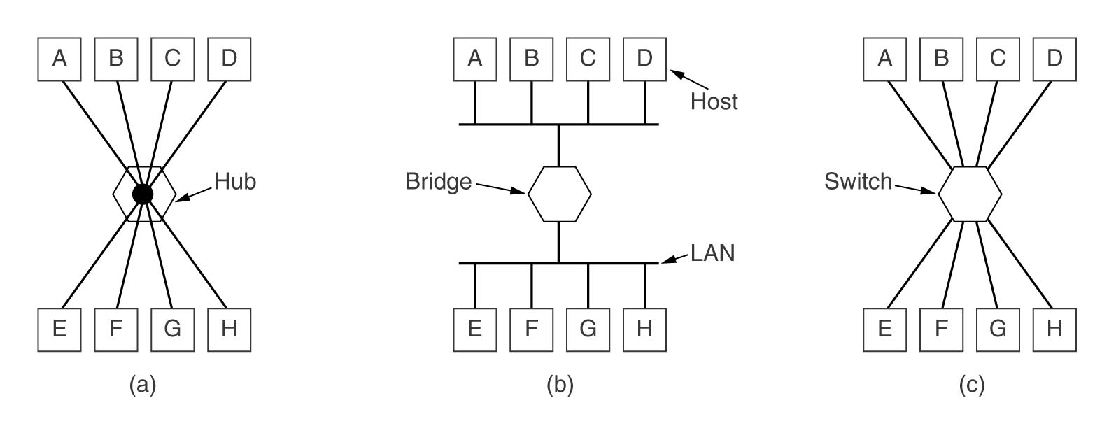 A B C D
Hub
E F G H
(a)
A B C D
Host
Bridge
LAN
E F G H
(b)
A B C D
Switch
E F G H
(c)